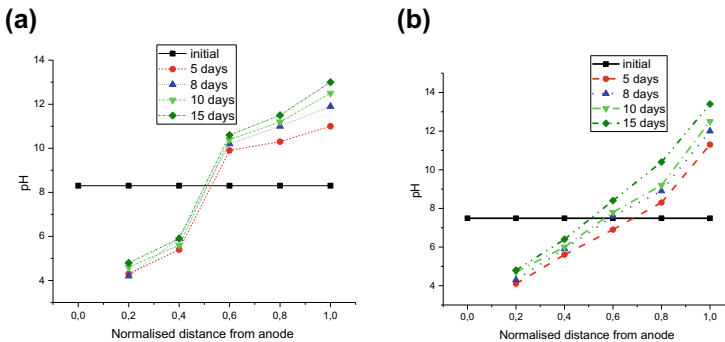 (a)
initial
5 days
8 days
10 days
15 days
14
12
10
8
6
4
pH
0,0 0,2 0,4 0,6 0,8 1,0
Normalised distance from anode
(b)
initial
5 days
8 days
10 days
15 days
14
12
10
8
6
4
pH
0,0 0,2 0,4 0,6 0,8 1,0
Normalised distance from anode